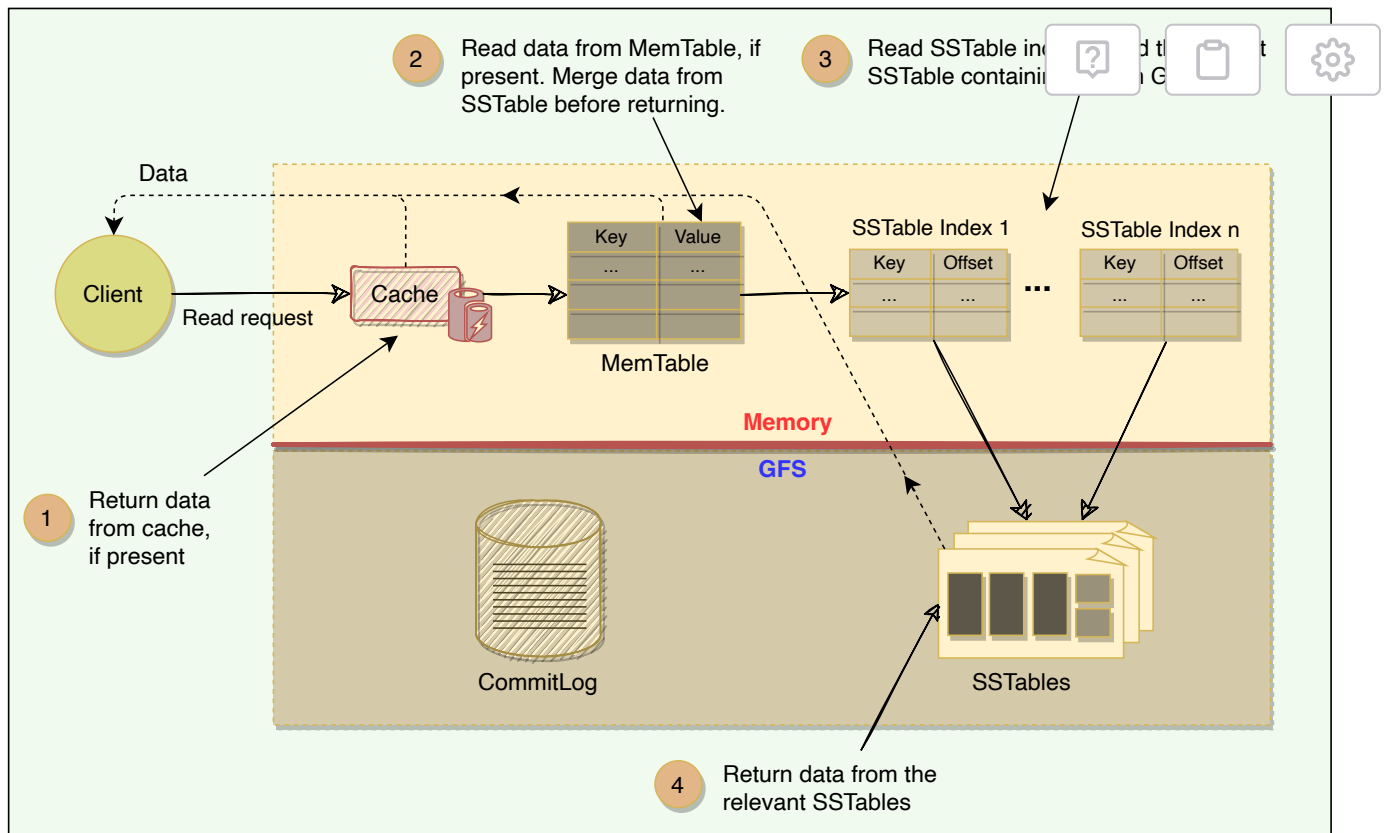 2
Read data from MemTable, if
present. Merge data from
SSTable before returning.
3
Read SSTable
SSTable
Data
Client
Read request
Cache
Key Value
... ...
MemTable
SSTable Index 1
Key Offset
... ...
...
SSTable Index n
Key Offset
... ...
Memory
GFS
1
Return data
from cache,
if present
CommitLog
SSTables
4
Return data from the
relevant SSTables